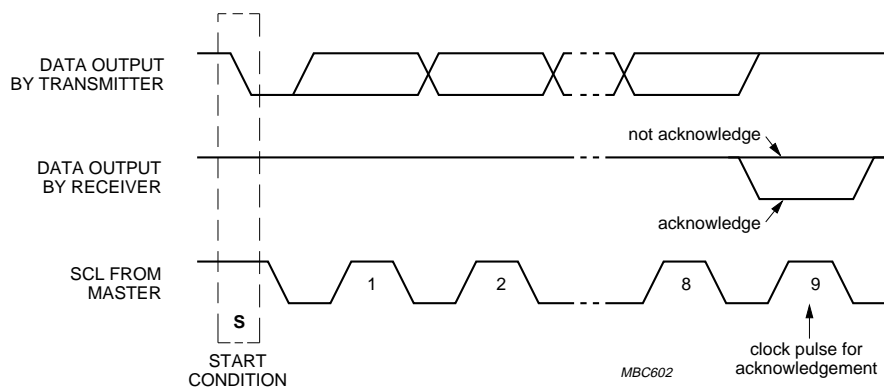 DATA OUTPUT
BY TRANSMITTER
not acknowledge
DATA OUTPUT
BY RECEIVER
acknowledge
SCL FROM
MASTER
1
2
8
9
S
START
CONDITION
MBC602
clock pulse for
acknowledgement